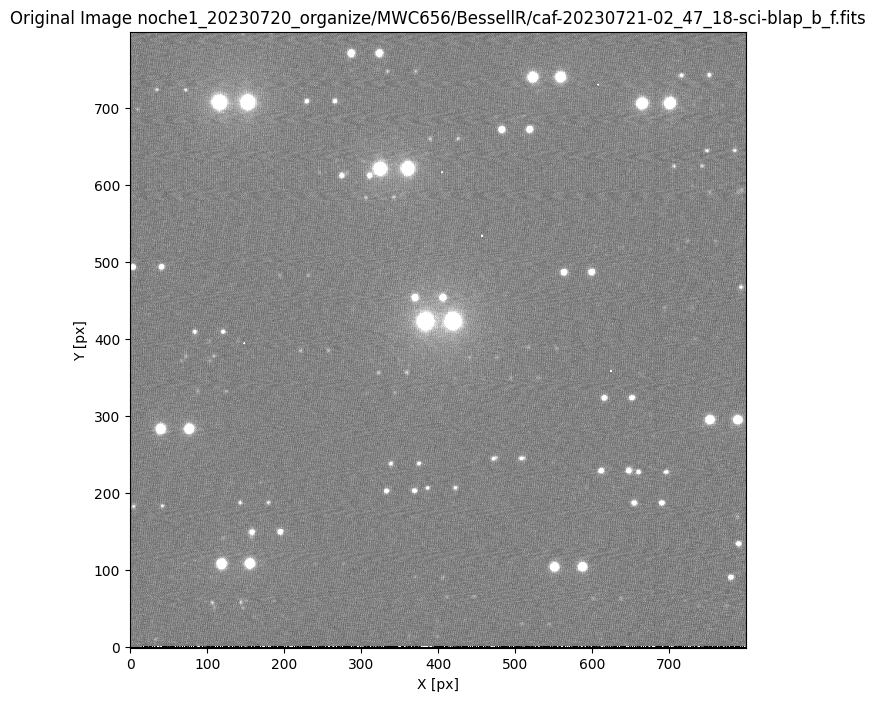 Original Image noche1_20230720_organize/MWC656/BessellR/caf-20230721-02_47_18-sci-blap_b_f.fits
700
600
500
400
300
200
100
0
Y [px]
0 100 200 300 400 500 600 700
X [px]